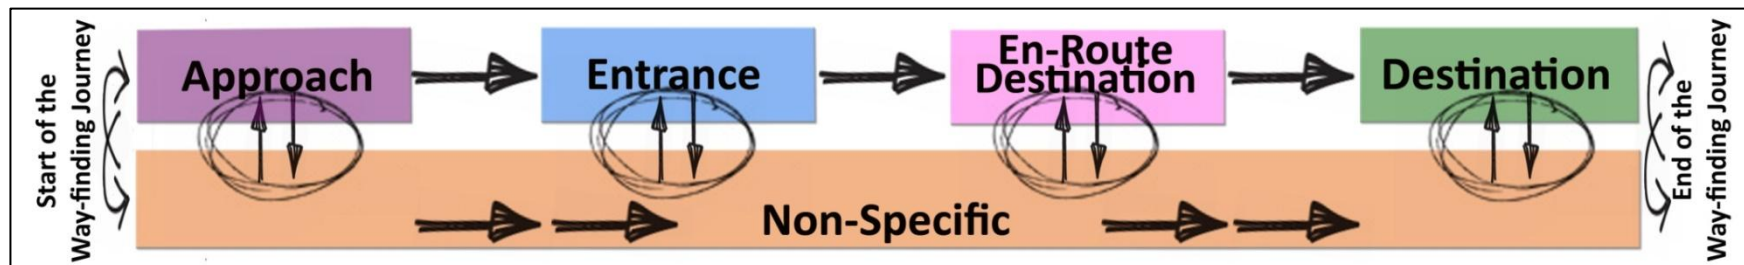 Start of the
Way-finding Journey
Approach
Entrance
En-Route
Destination
Destination
Non-Specific
End of the
Way-finding Journey